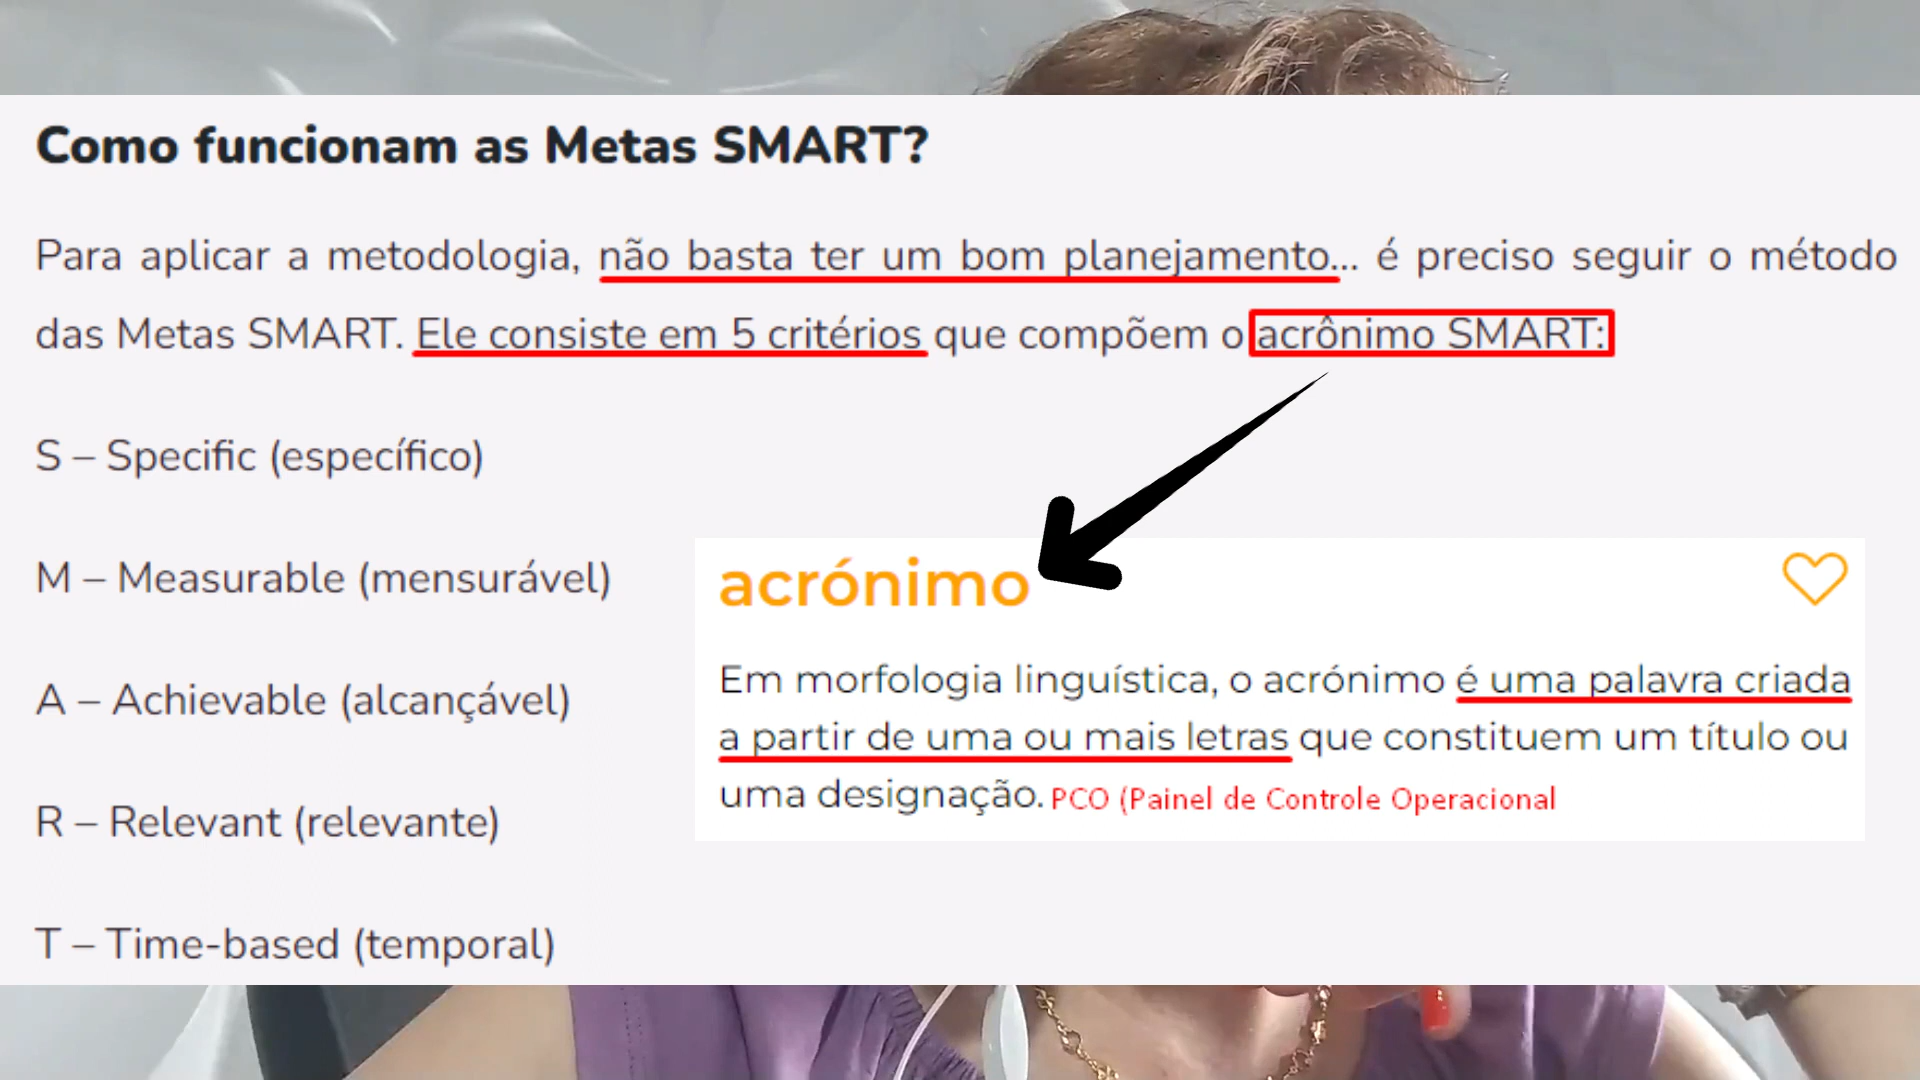 Como funcionam as Metas SMART?
Para aplicar a metodologia, não basta ter um bom planejamento... é preciso seguir o método
das Metas SMART. Ele consiste em 5 critérios que compõem o acrônimo SMART:
S – Specific (específico)
M – Measurable (mensurável)
A – Achievable (alcançável)
R – Relevant (relevante)
T – Time-based (temporal)
acrónimo
Em morfologia linguística, o acrónimo é uma palavra criada
a partir de uma ou mais letras que constituem um título ou
uma designação. PCO (Painel de Controle Operacional